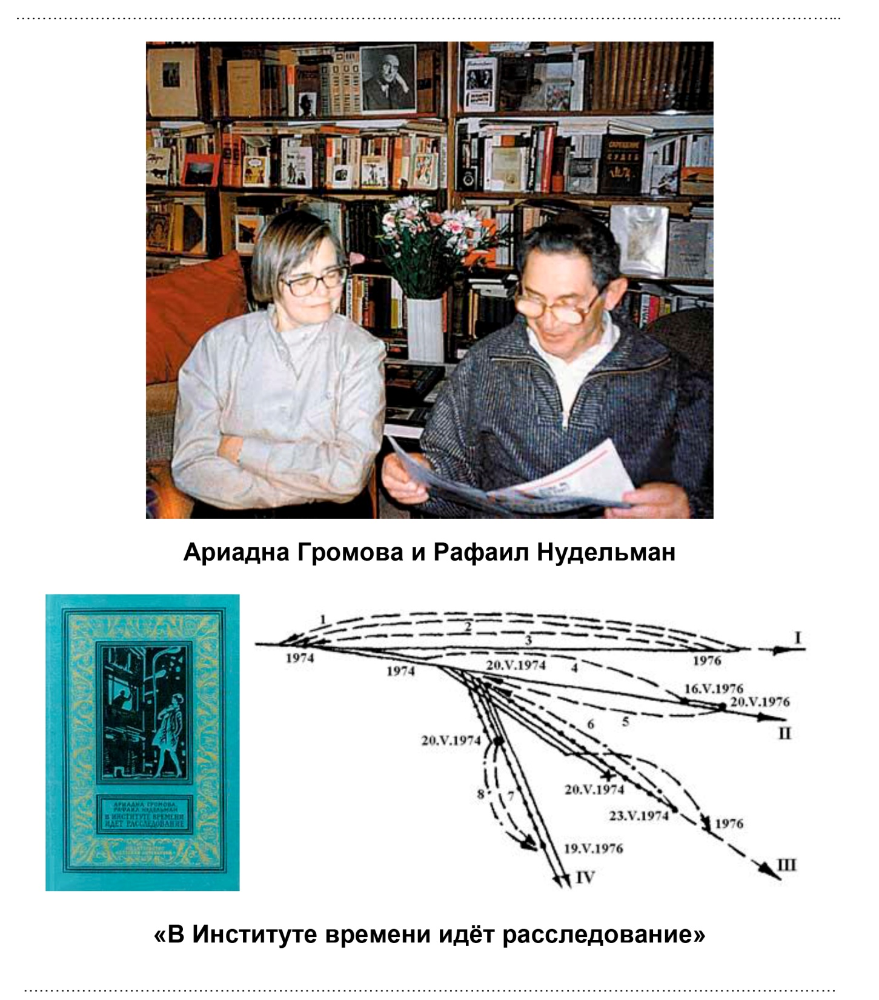 СКРЕЩЕНИЕ
СУДЕБ
Ариадна Громова и Рафаил Нудельман
АРИАДНА ГРОМОВА
РАФАИЛ НУДЕЛЬМАН
В ИНСТИТУТЕ ВРЕМЕНИ
ИДЕТ РАССЛЕДОВАНИЕ
1
2
3
I
1974
1974
20.V.1974
4
1976
16.V.1976
20.V.1976
5
6
II
20.V.1974
20.V.1974
8
7
23.V.1974
1976
19.V.1976
III
IV
«В Институте времени идёт расследование»